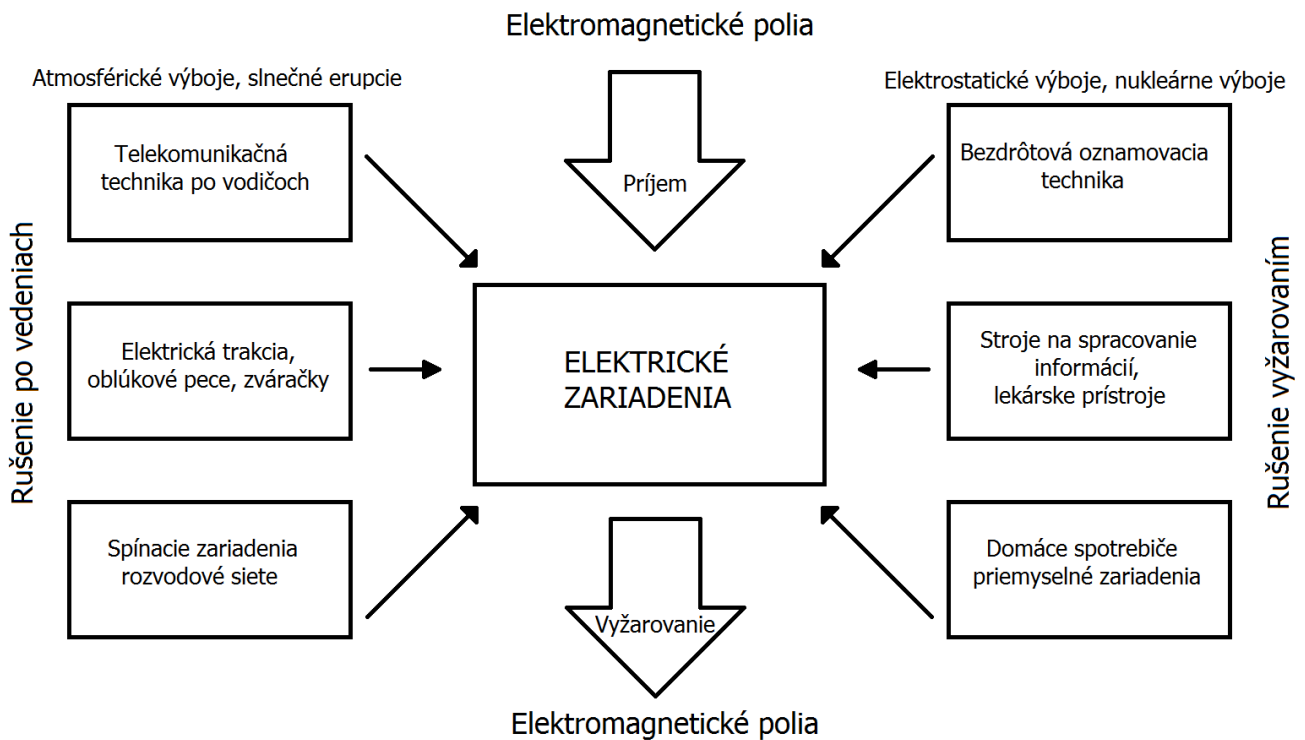 Elektromagnetické polia
Atmosférické výboje, slnečné erupcie
Elektrostatické výboje, nukleárne výboje
Telekomunikačná
technika po vodičoch
Príjem
Bezdrôtová oznamovacia
technika
Rušenie po vedeniach
Elektrická trakcia,
oblúkové pece, zváračky
ELEKTRICKÉ
ZARIADENIA
Stroje na spracovanie
informácií,
lekárske prístroje
Rušenie vyžarovaním
Spínacie zariadenia
rozvodové siete
Vyžarovanie
Domáce spotrebiče
priemyselné zariadenia
Elektromagnetické polia